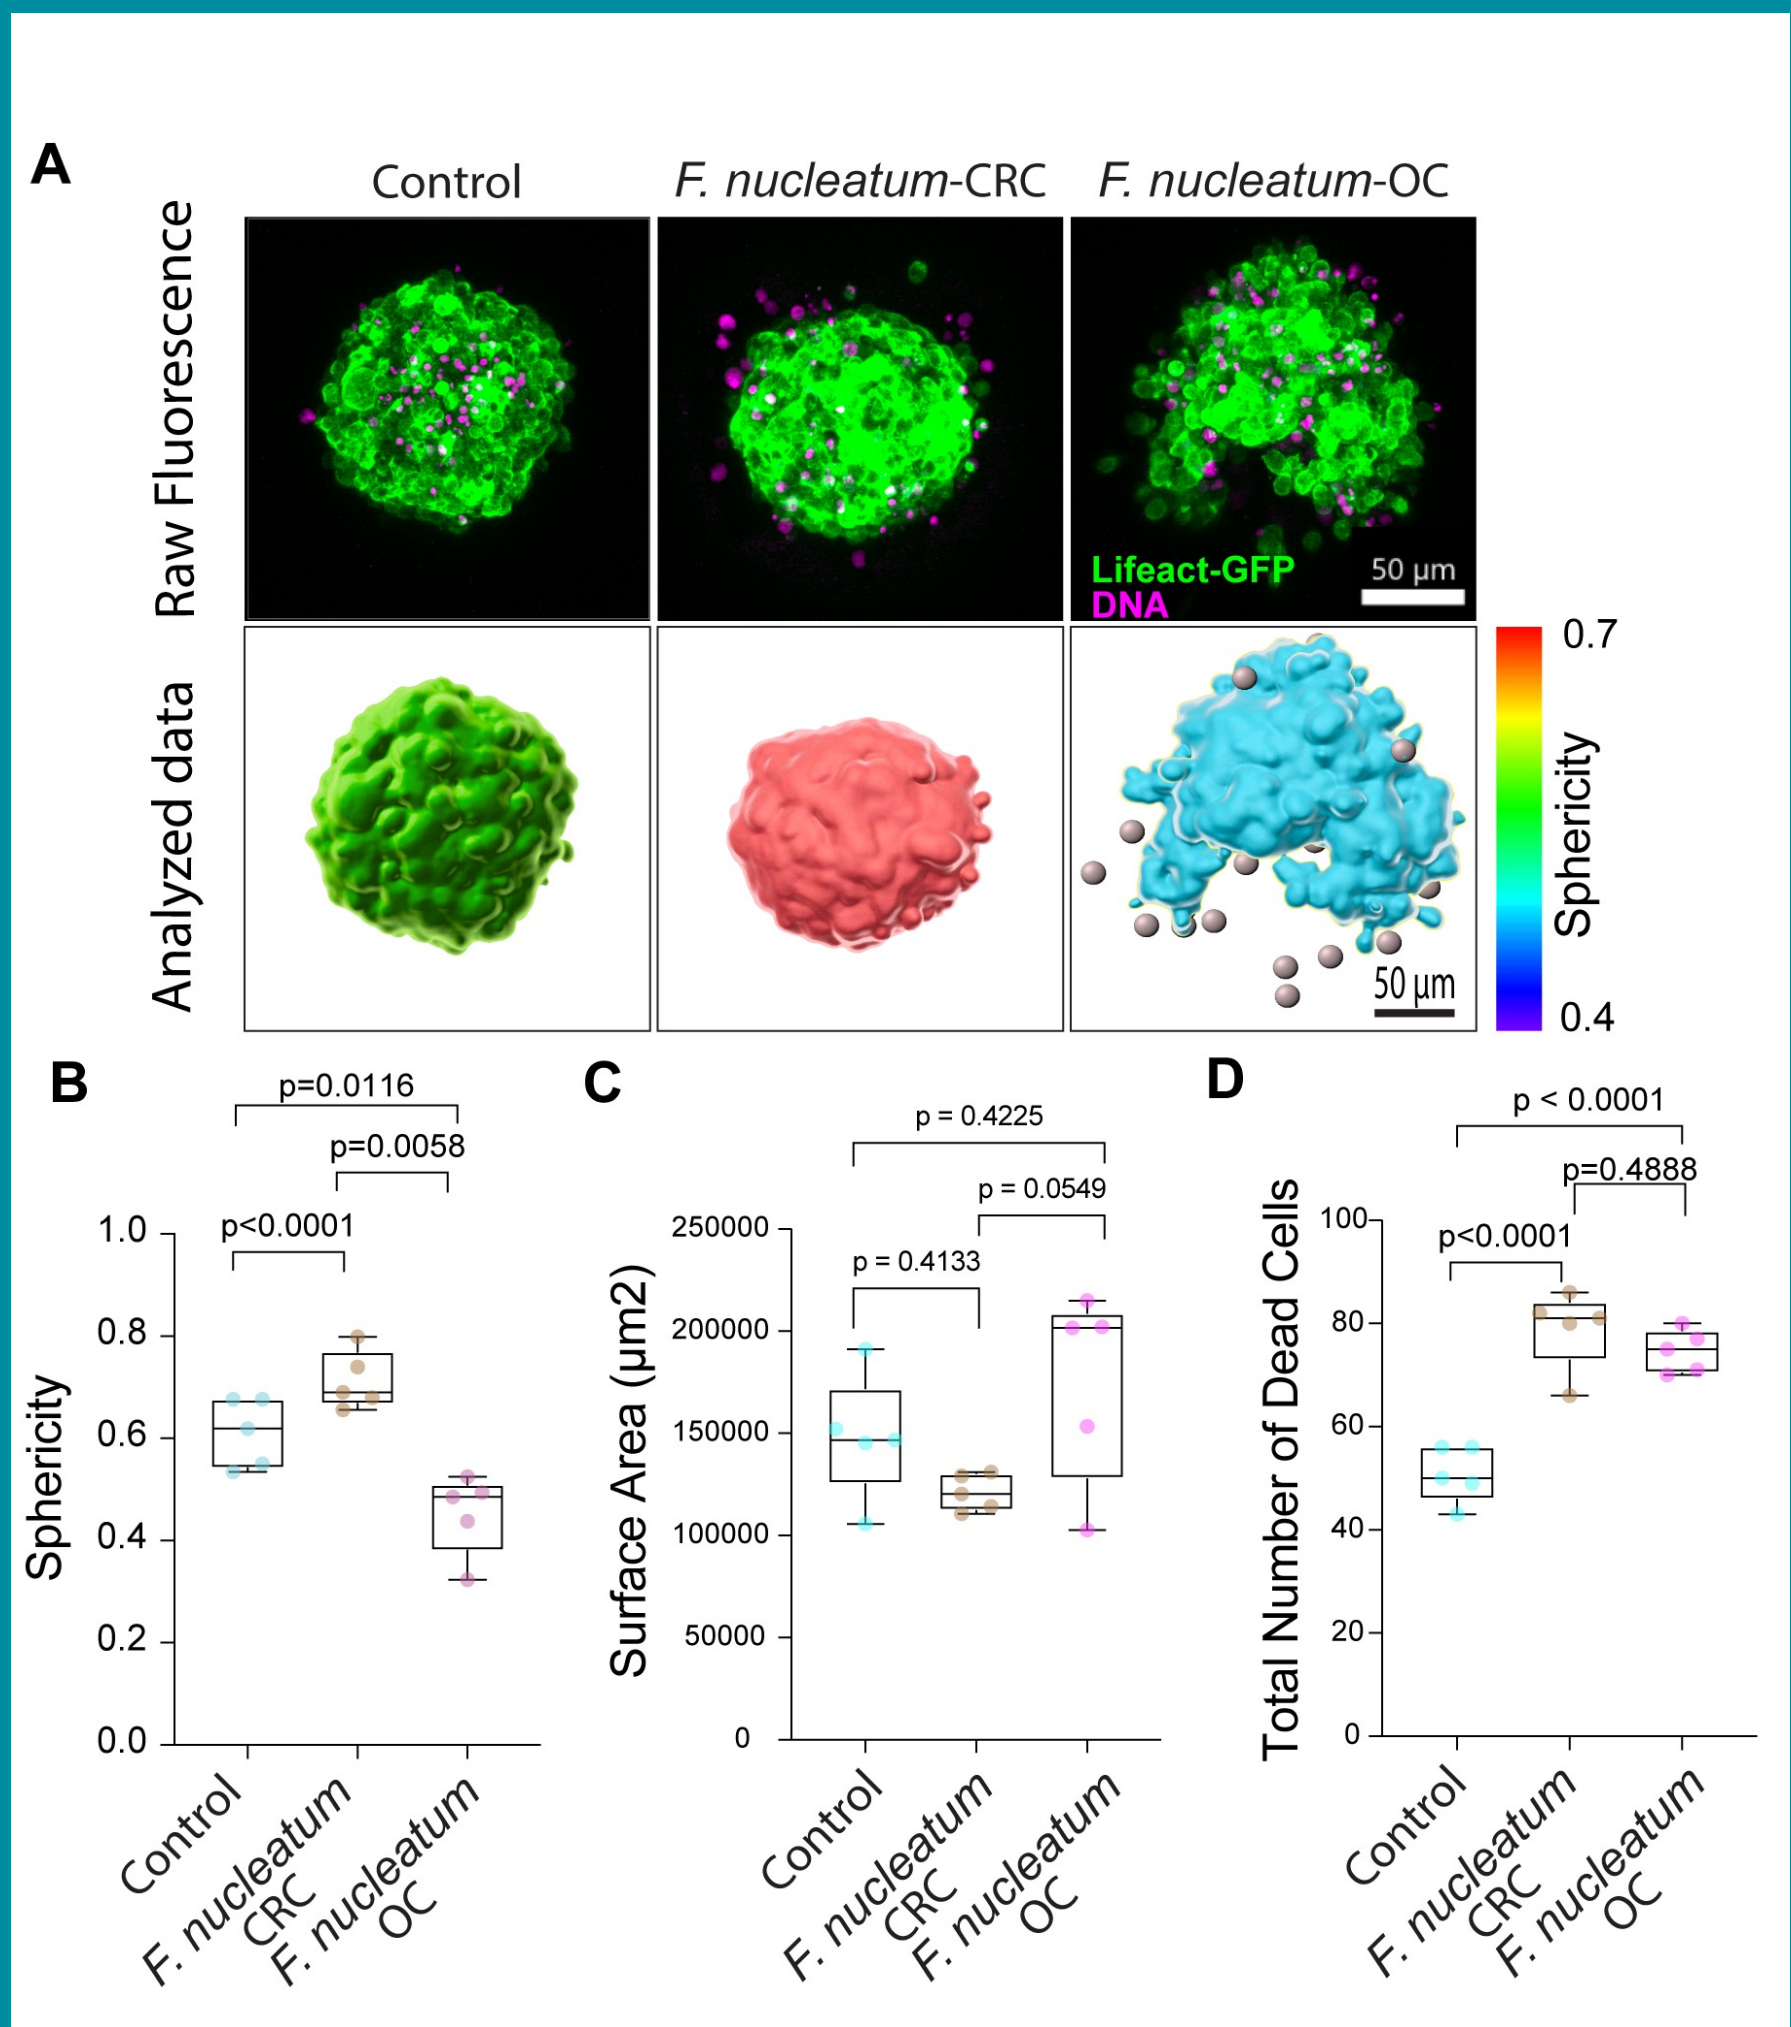 A
Control
F. nucleatum-CRC
F. nucleatum-OC
Raw Fluorescence
Lifeact-GFP
DNA
50 µm
Analyzed data
50 µm
0.7
Sphericity
0.4
B
p=0.0116
p=0.0058
p<0.0001
Sphericity
1.0
0.8
0.6
0.4
0.2
0.0
Control
F. nucleatum
CRC
F. nucleatum
OC
C
p = 0.4225
p = 0.0549
p = 0.4133
Surface Area (µm2)
250000
200000
150000
100000
50000
0
Control
F. nucleatum
CRC
F. nucleatum
OC
D
p < 0.0001
p=0.4888
p<0.0001
Total Number of Dead Cells
100
80
60
40
20
0
Control
F. nucleatum
CRC
F. nucleatum
OC